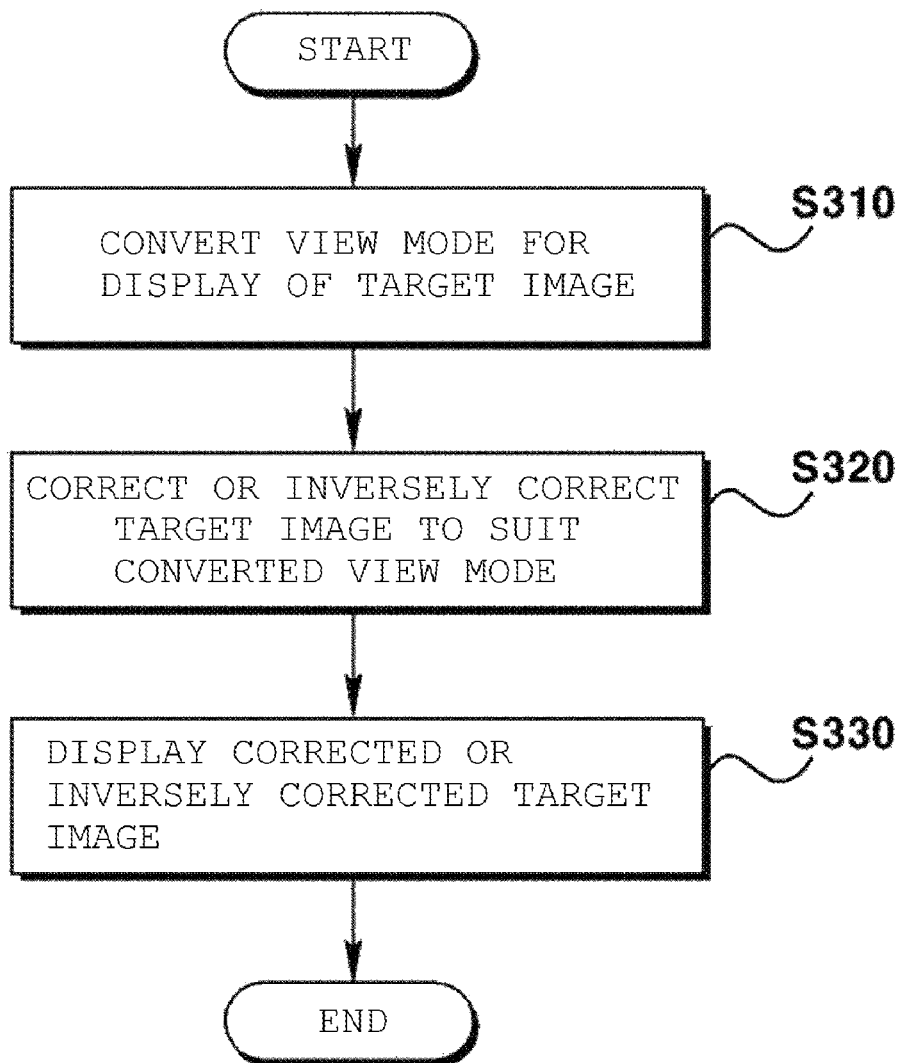 START
S310
CONVERT VIEW MODE FOR
DISPLAY OF TARGET IMAGE
S320
CORRECT OR INVERSELY CORRECT
TARGET IMAGE TO SUIT
CONVERTED VIEW MODE
S330
DISPLAY CORRECTED OR
INVERSELY CORRECTED TARGET
IMAGE
END